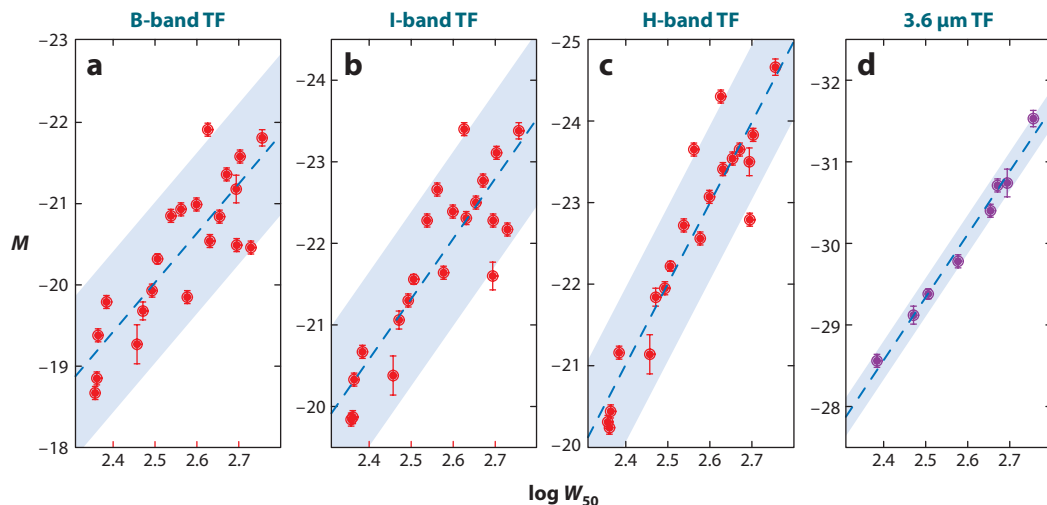 B-band TF
I-band TF
H-band TF
3.6 µm TF
a
b
c
d
M
−23
−22
−21
−20
−19
−18
−24
−23
−22
−21
−20
−25
−24
−23
−22
−21
−20
−32
−31
−30
−29
−28
2.4 2.5 2.6 2.7
2.4 2.5 2.6 2.7
2.4 2.5 2.6 2.7
2.4 2.5 2.6 2.7
log W50